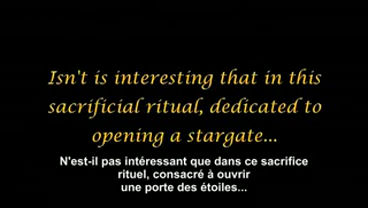 Isn't is interesting that in this
sacrificial ritual, dedicated to
opening a stargate...
N'est-il pas intéressant que dans ce sacrifice
rituel, consacré à ouvrir
une porte des étoiles...